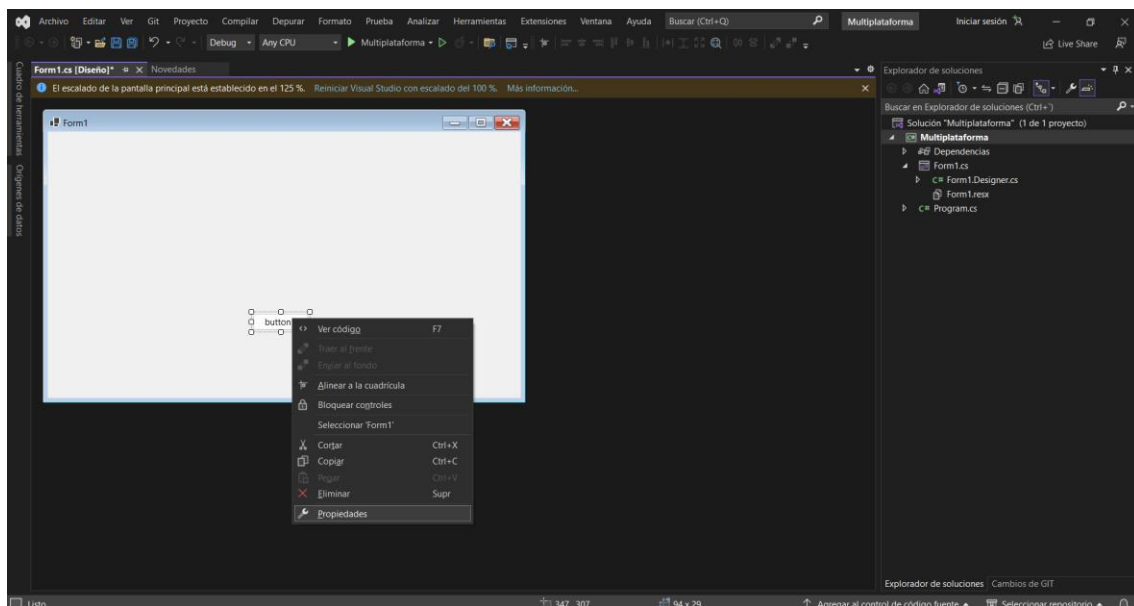 Archivo Editar Ver Git Proyecto Compilar Depurar Formato Prueba Analizar Herramientas Extensiones Ventana Ayuda Buscar (Ctrl+Q) Multiplataforma Iniciar sesión
Debug Any CPU Multiplataforma Live Share
Cuadro de herramientas Orígenes de datos
Form1.cs [Diseño]* Novedades
El escalado de la pantalla principal está establecido en el 125 %. Reiniciar Visual Studio con escalado del 100 %. Más información...
Form1
button
Ver código F7
Traer al frente
Enviar al fondo
Alinear a la cuadrícula
Bloquear controles
Seleccionar 'Form1'
Cortar Ctrl+X
Copiar Ctrl+C
Pegar Ctrl+V
Eliminar Supr
Propiedades
Explorador de soluciones
Buscar en Explorador de soluciones (Ctrl+')
Solución "Multiplataforma" (1 de 1 proyecto)
Multiplataforma
Dependencias
Form1.cs
C# Form1.Designer.cs
Form1.resx
C# Program.cs
Explorador de soluciones Cambios de GIT
Listo 347, 307 94 x 29 Agregar al control de código fuente Seleccionar repositorio